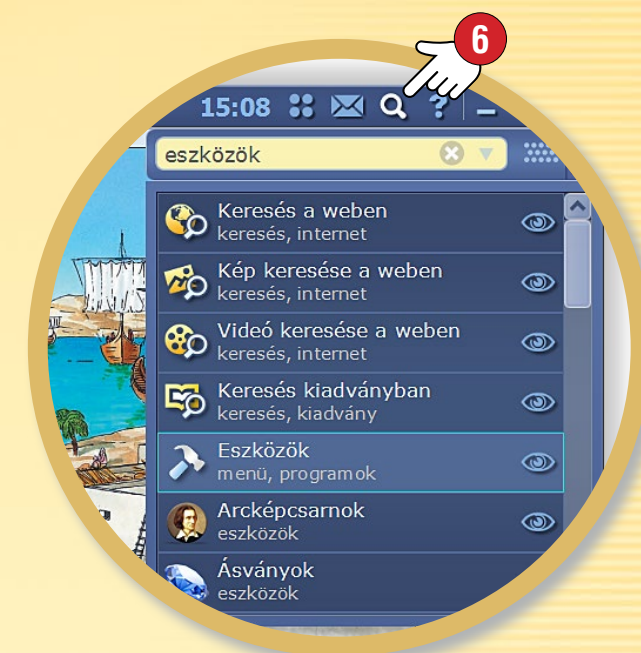 6
15:08 ?
eszközök
Keresés a weben
keresés, internet
Kép keresése a weben
keresés, internet
Videó keresése a weben
keresés, internet
Keresés kiadványban
keresés, kiadvány
Eszközök
menü, programok
Arcképcsarnok
eszközök
Ásványok
eszközök